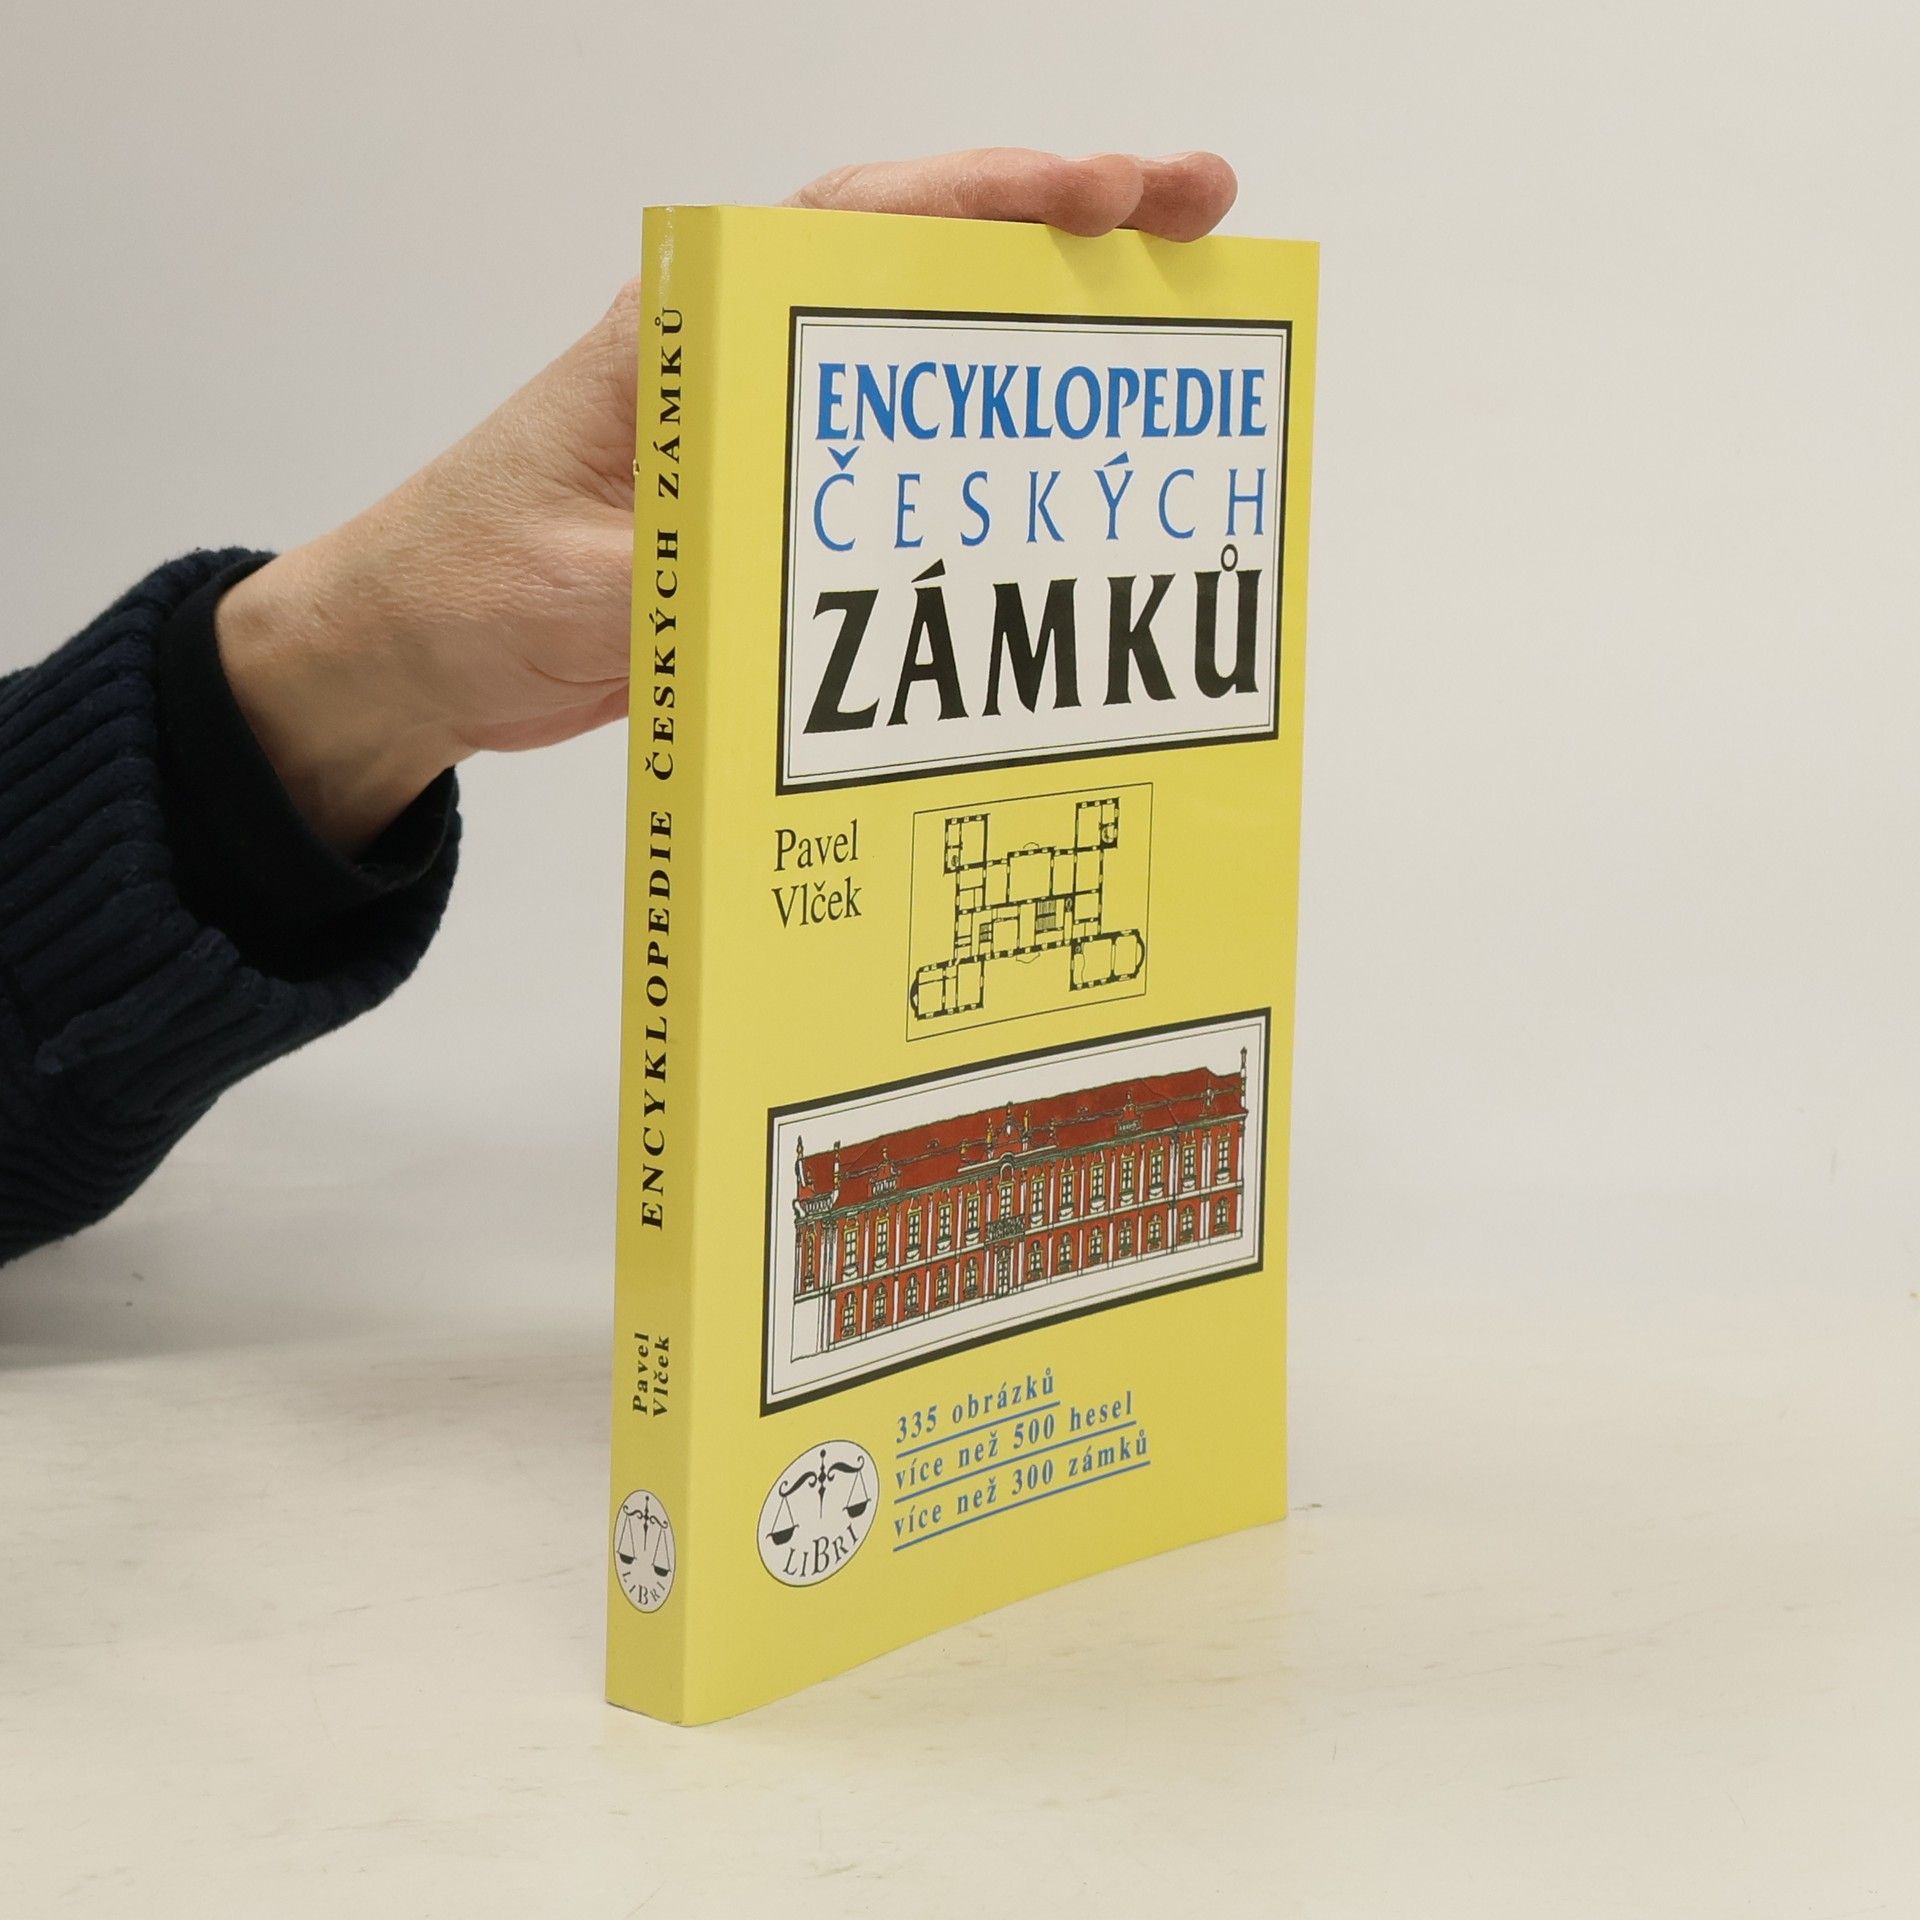 ENCYKLOPEDIE
ČESKÝCH
ZÁMKŮ
Pavel
Vlček
335 obrázků
více než 500 hesel
více než 300 zámků
LIBRI
ENCYKLOPEDIE ČESKÝCH ZÁMKŮ
Pavel
Vlček
LIBRI